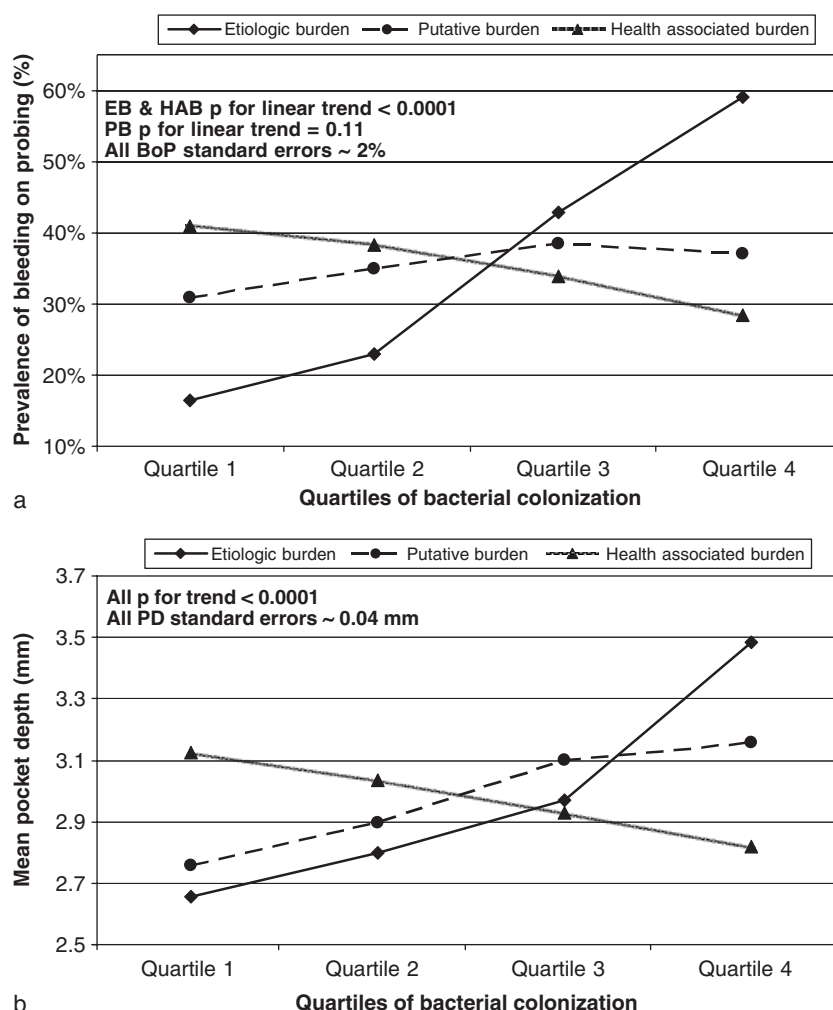 Etiologic burden Putative burden Health associated burden
60%
50%
40%
30%
20%
10%
Prevalence of bleeding on probing (%)
EB & HAB p for linear trend < 0.0001
PB p for linear trend = 0.11
All BoP standard errors ~ 2%
Quartile 1 Quartile 2 Quartile 3 Quartile 4
Quartiles of bacterial colonization
a
Etiologic burden Putative burden Health associated burden
3.7
3.5
3.3
3.1
2.9
2.7
2.5
Mean pocket depth (mm)
All p for trend < 0.0001
All PD standard errors ~ 0.04 mm
Quartile 1 Quartile 2 Quartile 3 Quartile 4
Quartiles of bacterial colonization
b